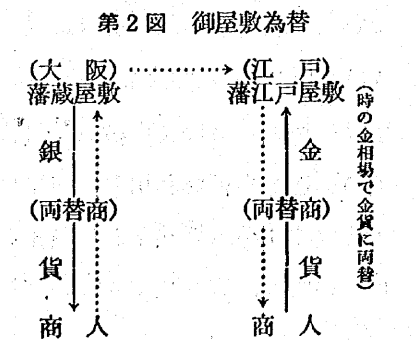 第2図 御屋敷為替
(大阪) (江戸)
藩蔵屋敷 藩江戸屋敷
銀 金
(両替商) (両替商)
貨 貨
商人 商人
(時の金相場で金貨に両替)